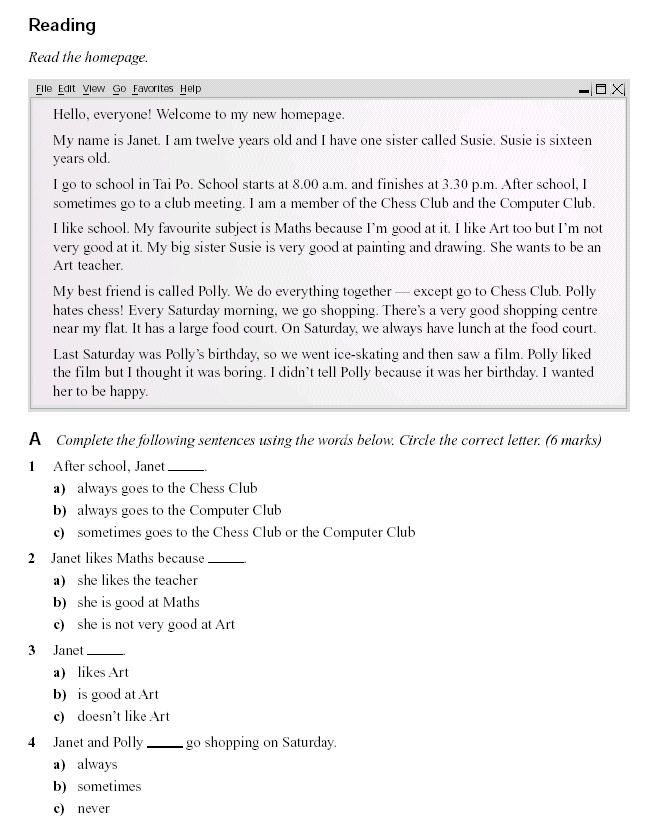 Reading
Read the homepage.
File Edit View Go Favorites Help
Hello, everyone! Welcome to my new homepage.
My name is Janet. I am twelve years old and I have one sister called Susie. Susie is sixteen
years old.
I go to school in Tai Po. School starts at 8.00 a.m. and finishes at 3.30 p.m. After school, I
sometimes go to a club meeting. I am a member of the Chess Club and the Computer Club.
I like school. My favourite subject is Maths because I'm good at it. I like Art too but I'm not
very good at it. My big sister Susie is very good at painting and drawing. She wants to be an
Art teacher.
My best friend is called Polly. We do everything together — except go to Chess Club. Polly
hates chess! Every Saturday morning, we go shopping. There's a very good shopping centre
near my flat. It has a large food court. On Saturday, we always have lunch at the food court.
Last Saturday was Polly's birthday, so we went ice-skating and then saw a film. Polly liked
the film but I thought it was boring. I didn't tell Polly because it was her birthday. I wanted
her to be happy.
A Complete the following sentences using the words below. Circle the correct letter. (6 marks)
1 After school, Janet _____.
a) always goes to the Chess Club
b) always goes to the Computer Club
c) sometimes goes to the Chess Club or the Computer Club
2 Janet likes Maths because _____.
a) she likes the teacher
b) she is good at Maths
c) she is not very good at Art
3 Janet _____.
a) likes Art
b) is good at Art
c) doesn't like Art
4 Janet and Polly _____ go shopping on Saturday.
a) always
b) sometimes
c) never